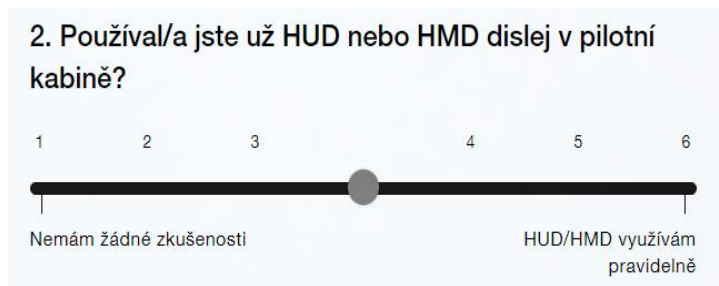 2. Používal/a jste už HUD nebo HMD dislej v pilotní
kabině?
1 2 3 4 5 6
Nemám žádné zkušenosti
HUD/HMD využívám
pravidelně